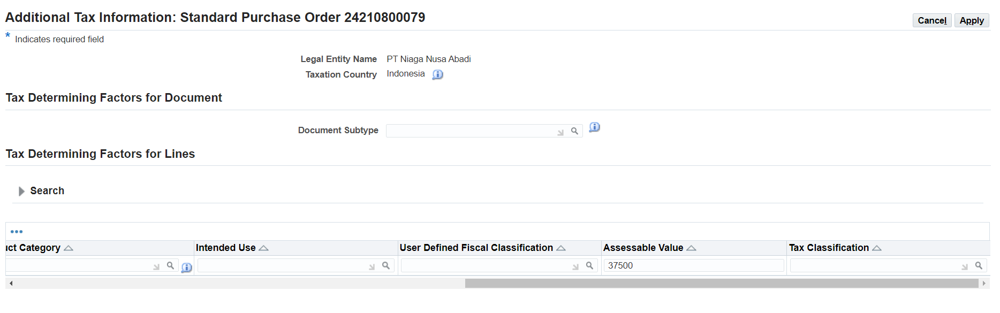 Additional Tax Information: Standard Purchase Order 24210800079
Cancel Apply
* Indicates required field
Legal Entity Name PT Niaga Nusa Abadi
Taxation Country Indonesia
Tax Determining Factors for Document
Document Subtype
Tax Determining Factors for Lines
Search
uct Category Intended Use User Defined Fiscal Classification Assessable Value Tax Classification
37500